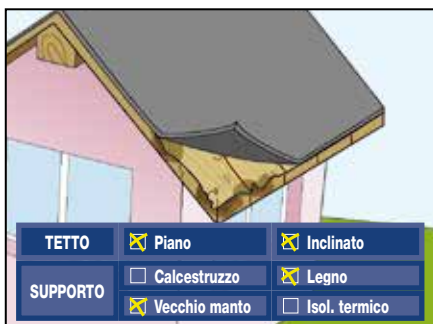 TETTO Piano Inclinato
SUPPORTO Calcestruzzo Legno
Vecchio manto Isol. termico